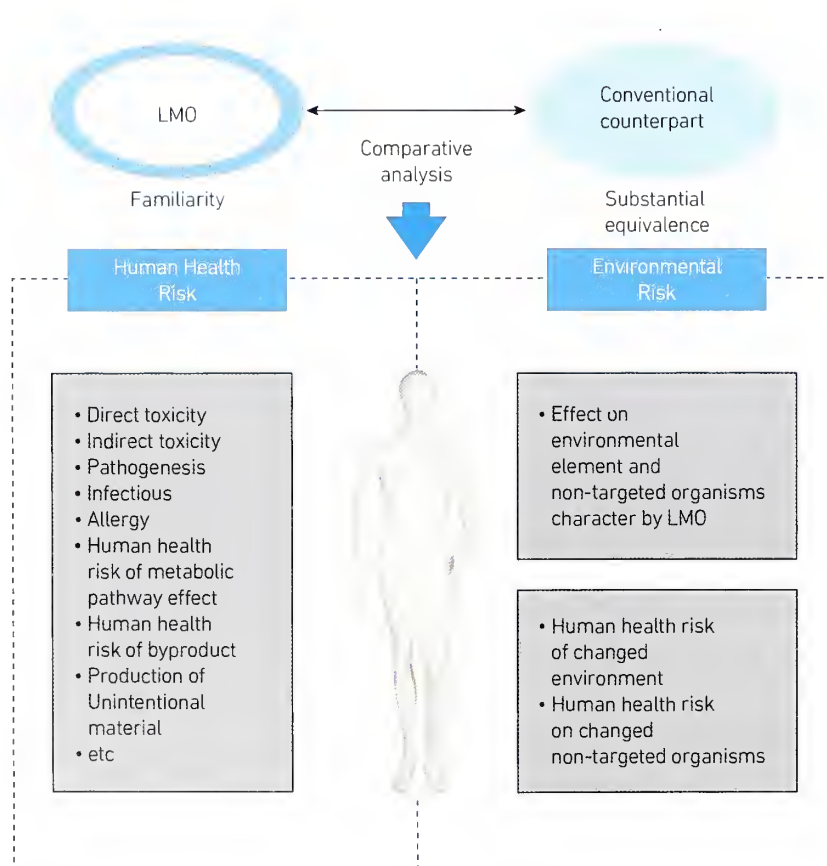 LMO
Conventional
counterpart
Comparative
analysis
Familiarity
Substantial
equivalence
Human Health
Risk
Environmental
Risk
• Direct toxicity
• Indirect toxicity
• Pathogenesis
• Infectious
• Allergy
• Human health
risk of metabolic
pathway effect
• Human health
risk of byproduct
• Production of
Unintentional
material
• etc
• Effect on
environmental
element and
non-targeted organisms
character by LMO
• Human health risk
of changed
environment
• Human health risk
on changed
non-targeted organisms